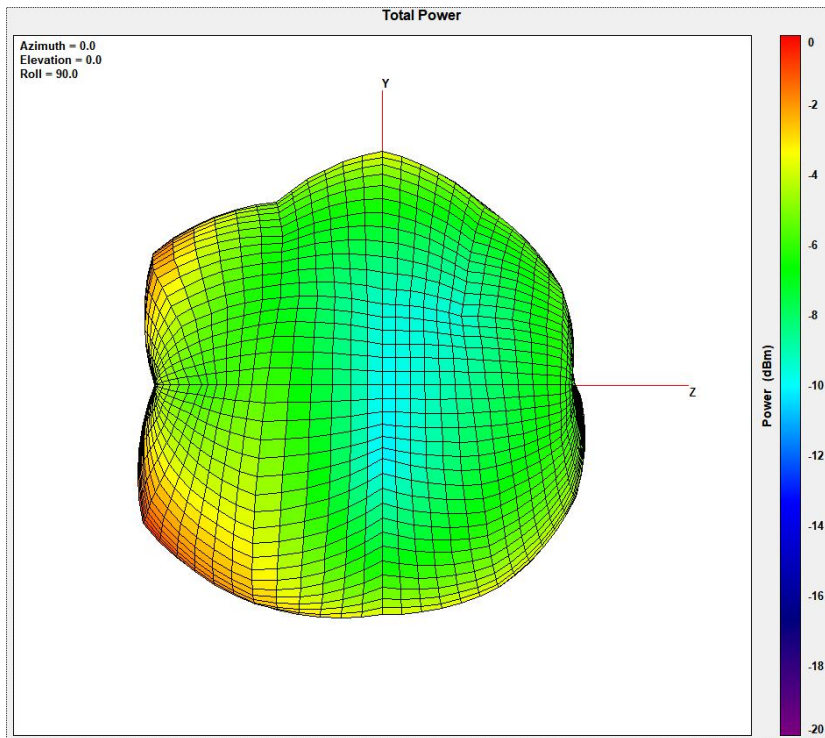 Total Power
Azimuth = 0.0
Elevation = 0.0
Roll = 90.0
Y
Z
Power (dBm)
0
-2
-4
-6
-8
-10
-12
-14
-16
-18
-20